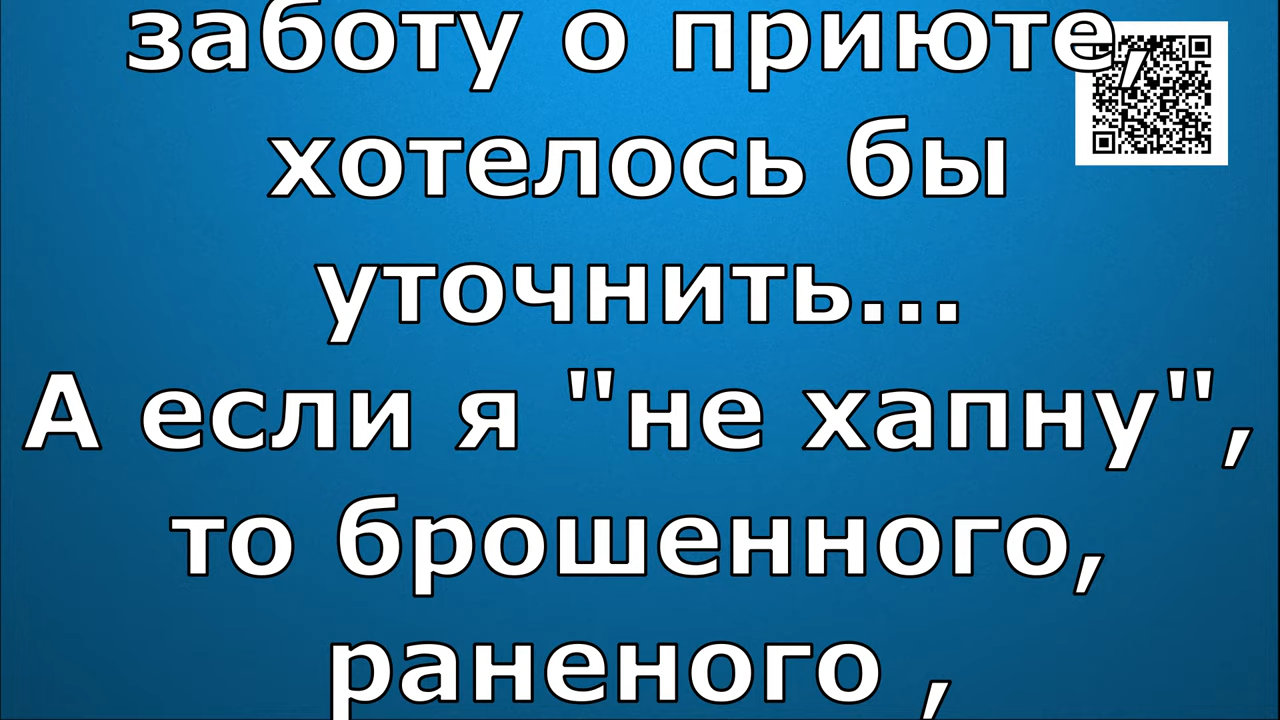 заботу о приюте,
хотелось бы
уточнить...
А если я "не хапну",
то брошенного,
раненого ,